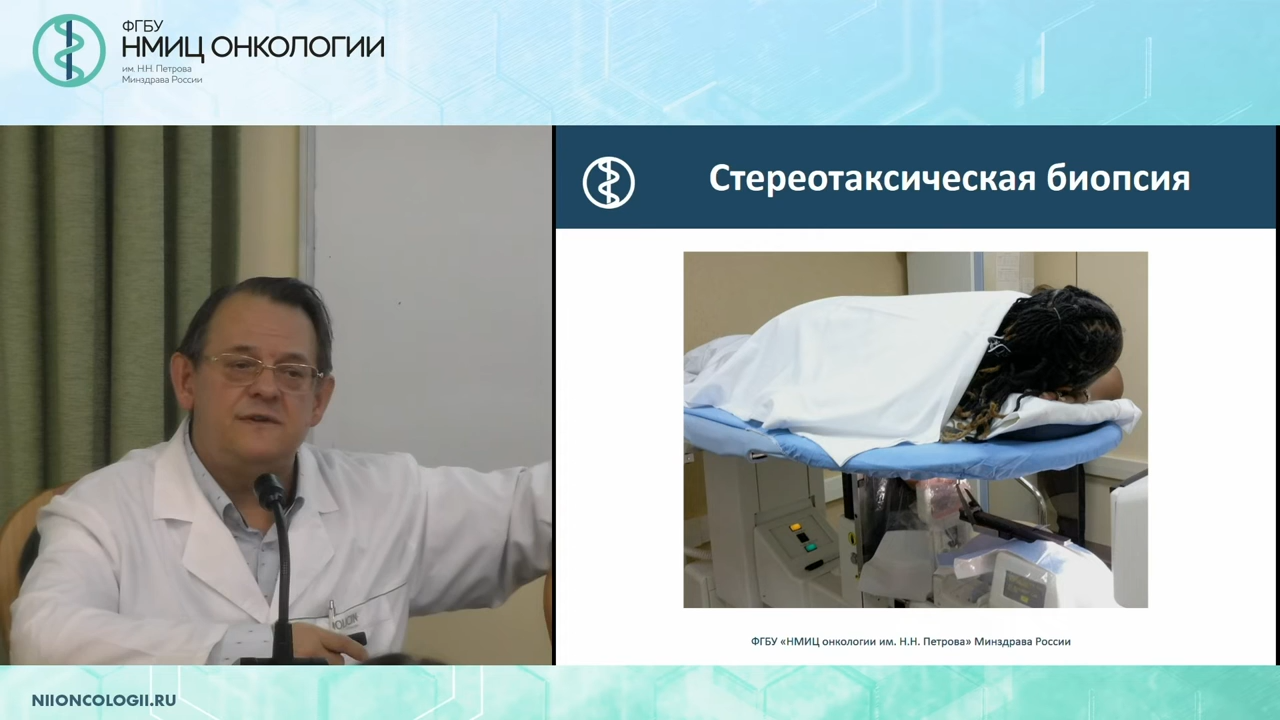 ФГБУ
НМИЦ ОНКОЛОГИИ
им. Н.Н. Петрова
Минздрава России
Стереотаксическая биопсия
ФГБУ «НМИЦ онкологии им. Н.Н. Петрова» Минздрава России
NIIONCOLOGII.RU